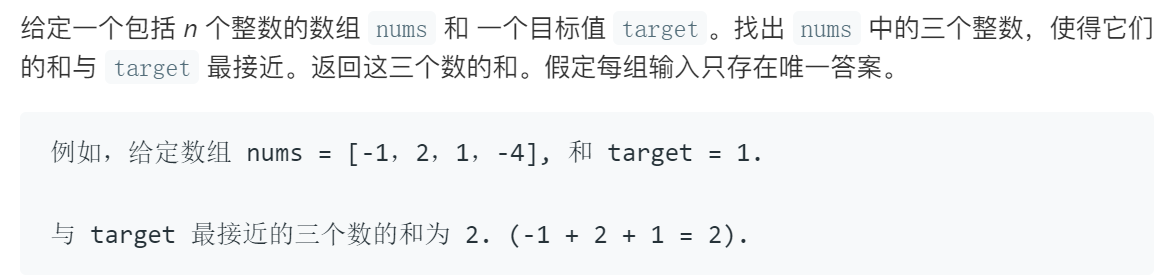 给定一个包括 n 个整数的数组 nums 和 一个目标值 target 。找出 nums 中的三个整数，使得它们
的和与 target 最接近。返回这三个数的和。假定每组输入只存在唯一答案。
例如，给定数组 nums = [-1，2，1，-4], 和 target = 1.
与 target 最接近的三个数的和为 2. (-1 + 2 + 1 = 2).